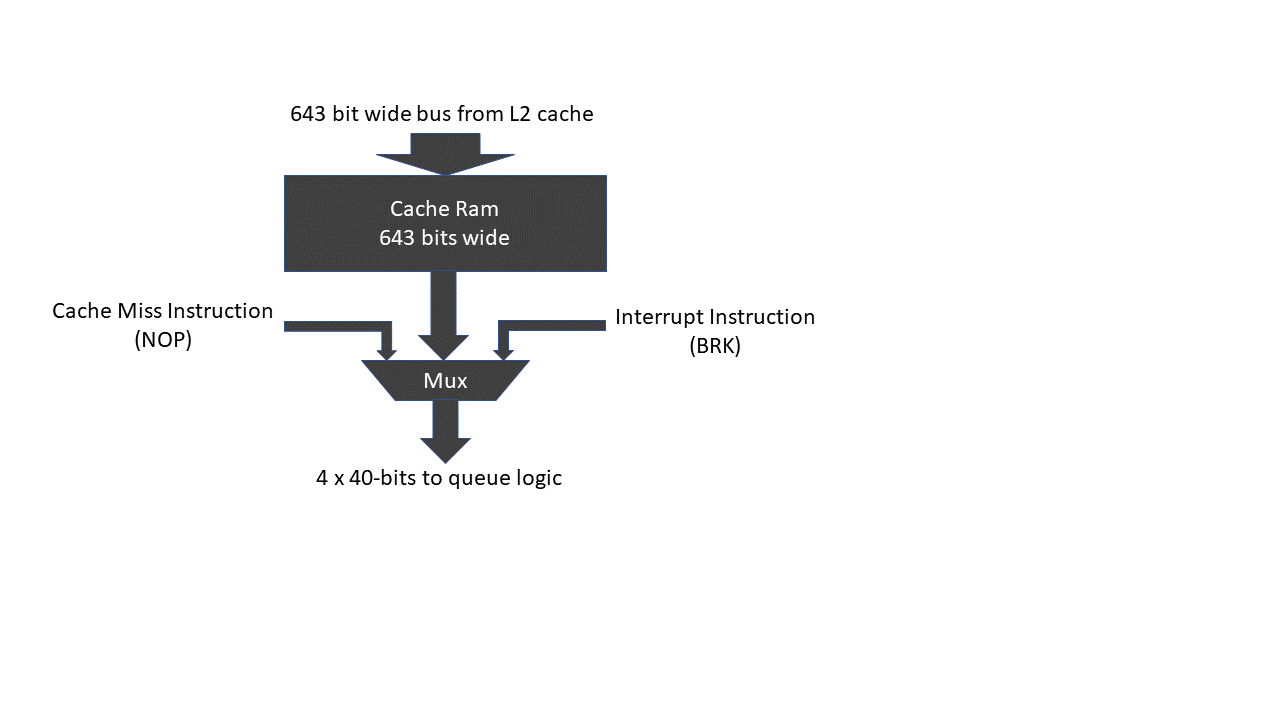 643 bit wide bus from L2 cache
Cache Ram
643 bits wide
Cache Miss Instruction
(NOP)
Interrupt Instruction
(BRK)
Mux
4 x 40-bits to queue logic